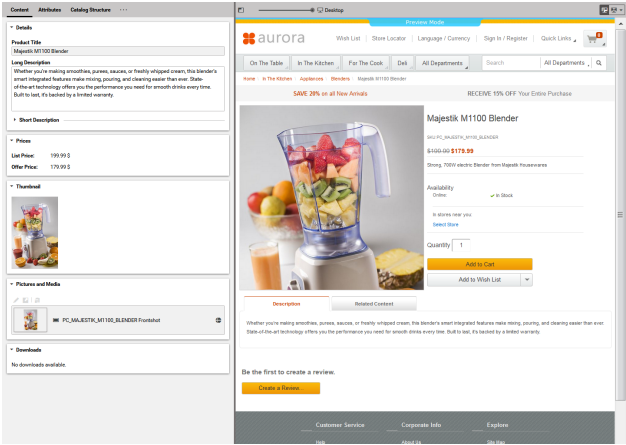 Content Attributes Catalog Structure ...
Details
Product Title
Majestik M1100 Blender
Long Description
Whether you're making smoothies, purees, sauces, or freshly whipped cream, this blender's
smart integrated features make mixing, pouring, and cleaning easier than ever. State-
of-the-art technology offers you the performance you need for smooth drinks every time.
Built to last, it's backed by a limited warranty.
Short Description
Prices
List Price: 199.99 $
Offer Price: 179.99 $
Thumbnail
Pictures and Media
PC_MAJESTIK_M1100_BLENDER Frontshot
Downloads
No downloads available.
Desktop
Preview Mode
aurora
Wish List Store Locator Language / Currency Sign In / Register Quick Links
0
On The Table In The Kitchen For The Cook Deli All Departments Search All Departments
Home In The Kitchen Appliances Blenders Majestik M1100 Blender
SAVE 20% on all New Arrivals RECEIVE 15% OFF Your Entire Purchase
Majestik M1100 Blender
SKU PC_MAJESTIK_M1100_BLENDER
$179.99
Strong, 700W electric Blender from Majestik Housewares
Availability
Online: In Stock
In stores near you:
Select Store
Quantity 1
Add to Cart
Add to Wish List
Description Related Content
Whether you're making smoothies, purees, sauces, or freshly whipped cream, this blender's smart integrated features make mixing, pouring, and cleaning easier than ever.
State-of-the-art technology offers you the performance you need for smooth drinks every time. Built to last, it's backed by a limited warranty.
Be the first to create a review.
Create a Review...
Customer Service Corporate Info Explore
Help About Us Site Map